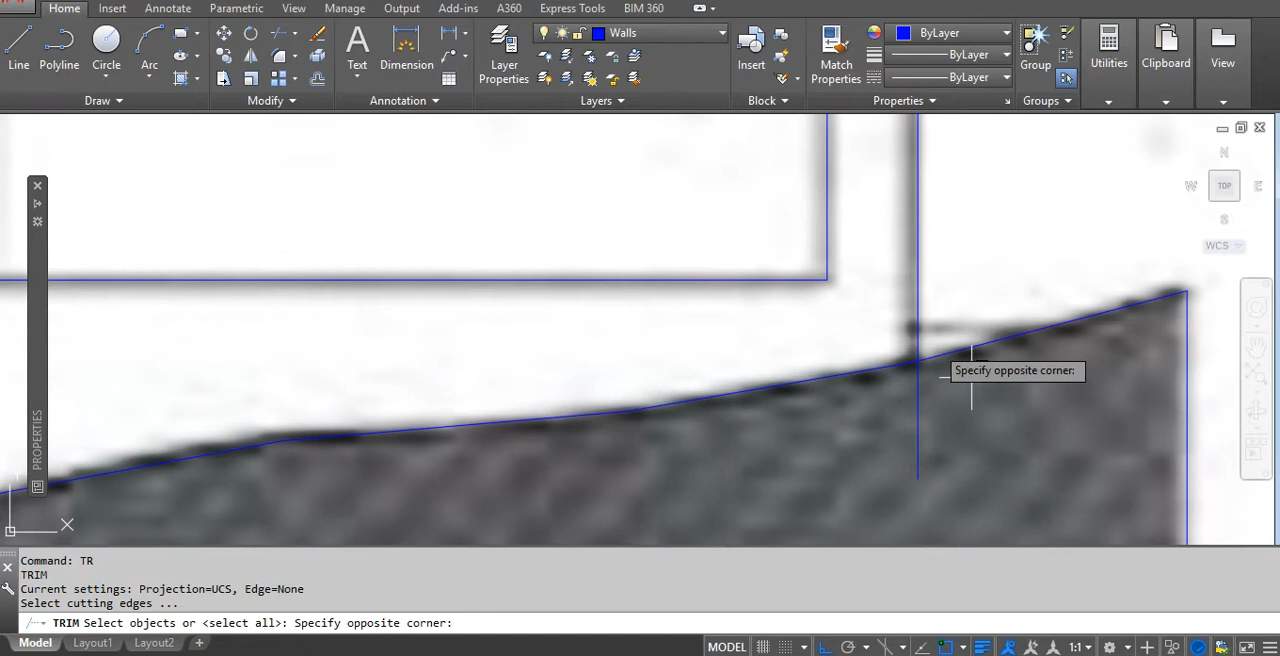 Home Insert Annotate Parametric View Manage Output Add-ins A360 Express Tools BIM 360
Walls
ByLayer
ByLayer
ByLayer
Line Polyline Circle Arc
Text Dimension
Layer Properties
Insert
Match Properties
Group
Utilities Clipboard View
Draw Modify Annotation Layers Block Properties Groups
N
W TOP E
S
WCS
Specify opposite corner:
PROPERTIES
X
Command: TR
TRIM
Current settings: Projection=UCS, Edge=None
Select cutting edges ...
TRIM Select objects or <select all>: Specify opposite corner:
Model Layout1 Layout2 +
MODEL 1:1